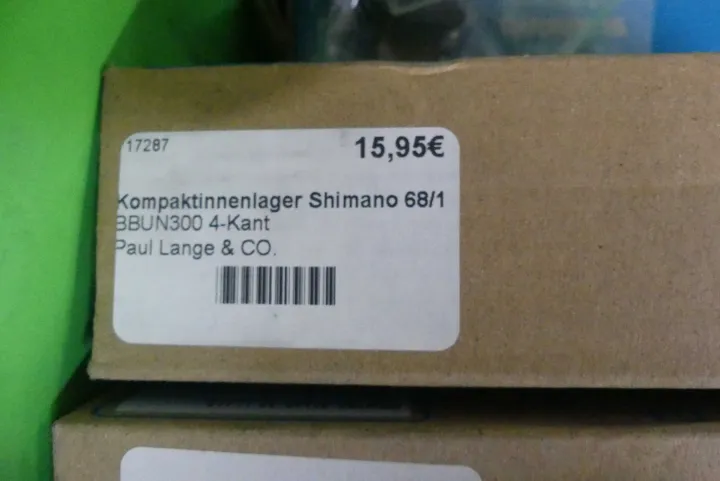 17287
15,95€
Kompaktinnenlager Shimano 68/1
BBUN300 4-Kant
Paul Lange & CO.